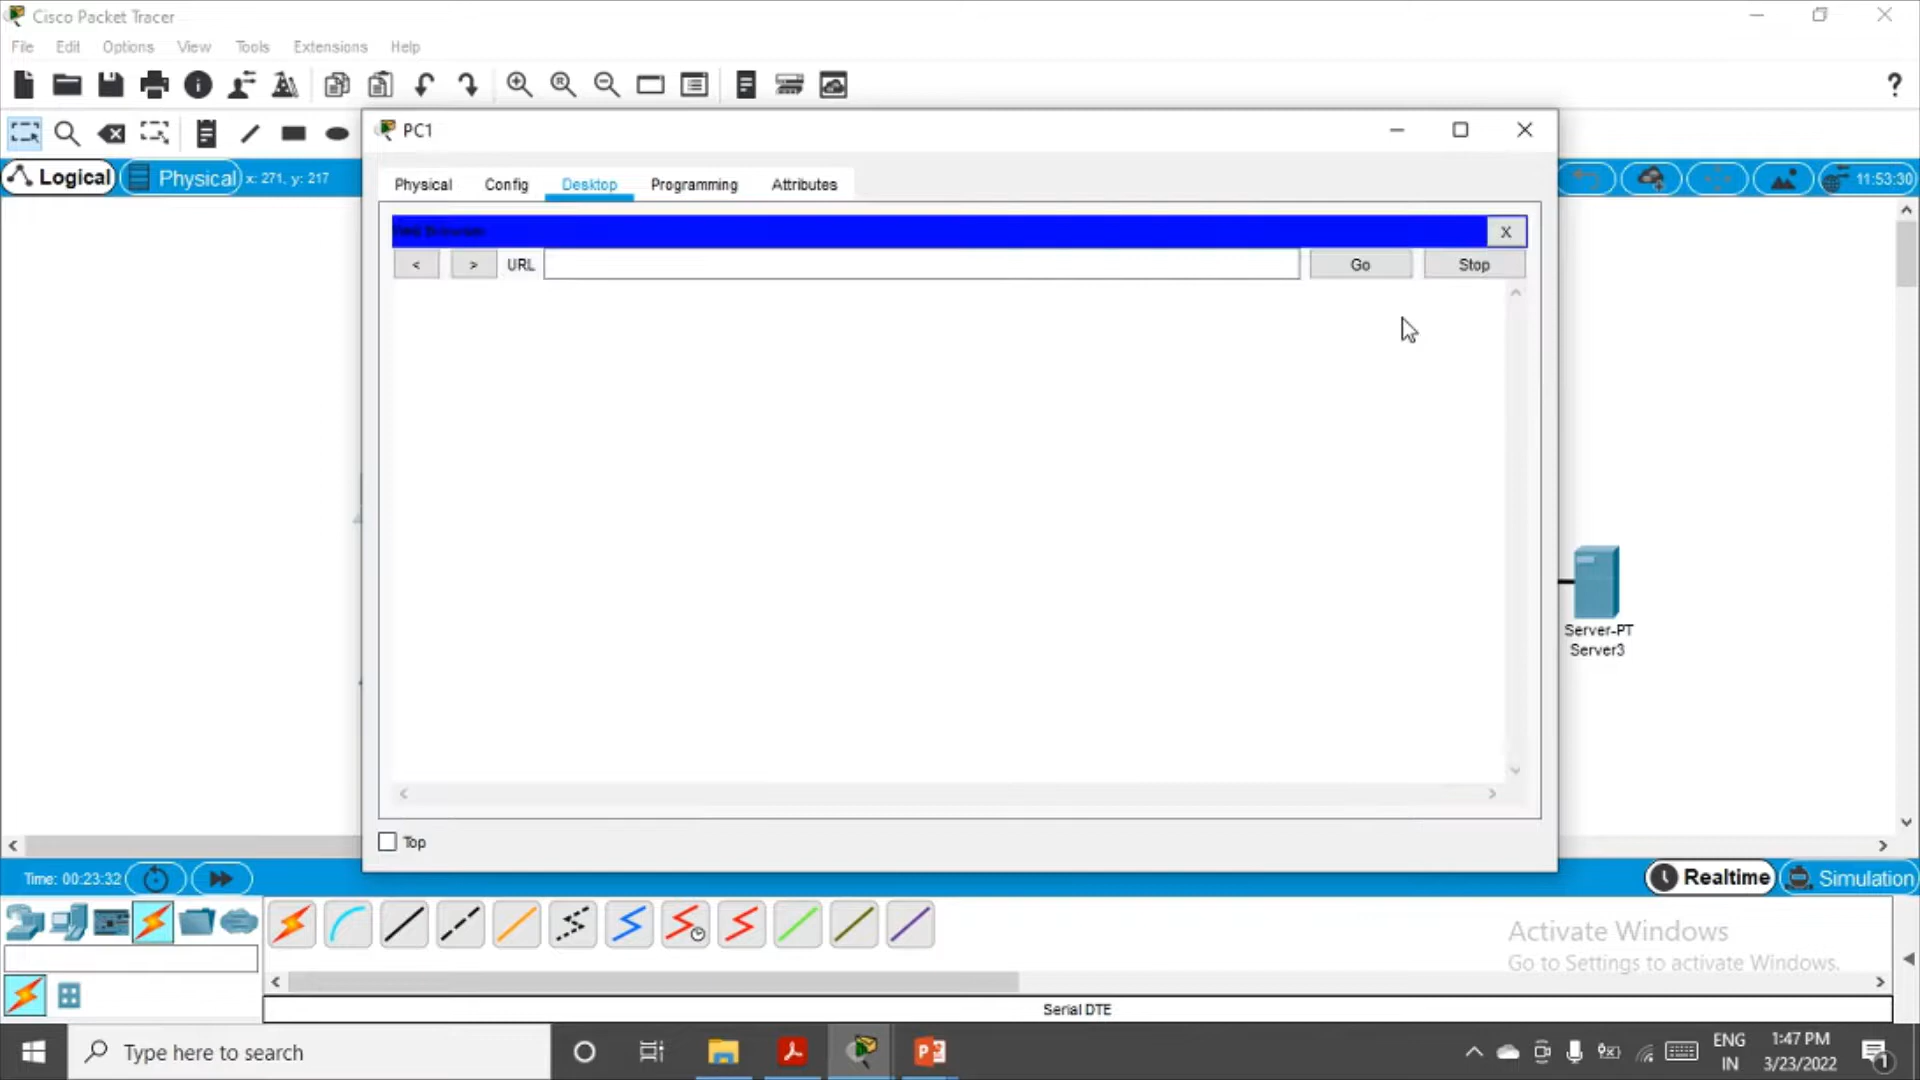 Cisco Packet Tracer
File Edit Options View Tools Extensions Help
?
PC1
Logical
Physical
x: 271, y: 217
11:53:30
Physical Config Desktop Programming Attributes
Web Browser
X
< > URL
Go Stop
Server-PT
Server3
Top
Time: 00:23:32
Realtime
Simulation
Activate Windows
Go to Settings to activate Windows.
Serial DTE
Type here to search
ENG
IN
1:47 PM
3/23/2022
1